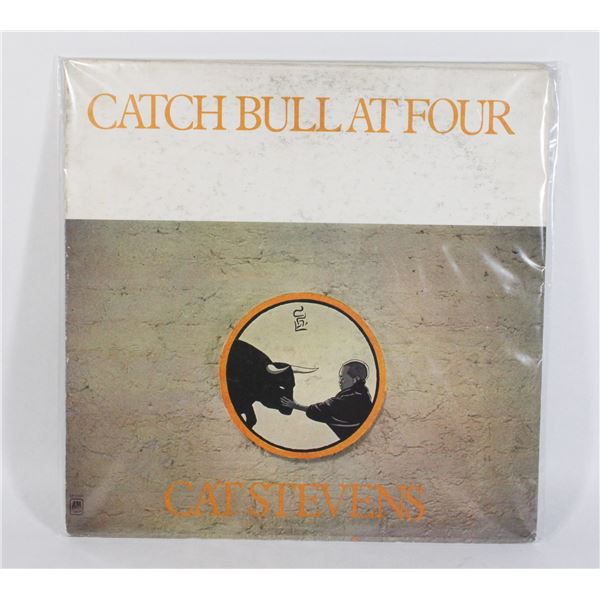 CATCH BULL AT FOUR
CAT STEVENS
A&M